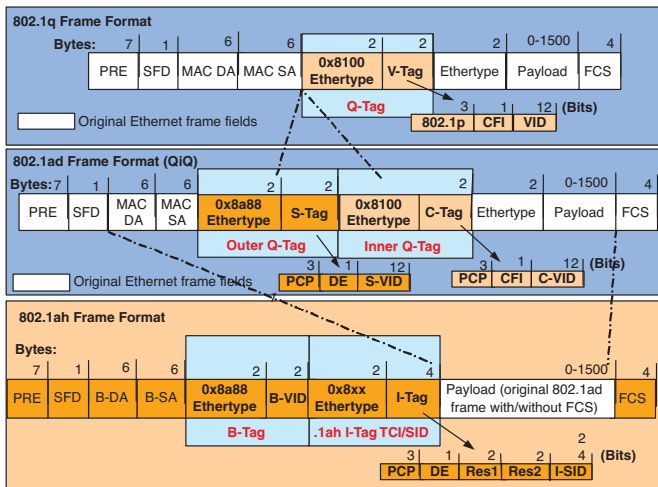 802.1q Frame Format
Bytes: 7 1 6 6 2 2 2 0-1500 4
PRE SFD MAC DA MAC SA 0x8100 Ethertype V-Tag Ethertype Payload FCS
Q-Tag
3 1 12 (Bits)
802.1p CFI VID
Original Ethernet frame fields
802.1ad Frame Format (QiQ)
Bytes: 7 1 6 6 2 2 2 2 0-1500 4
PRE SFD MAC DA MAC SA 0x8a88 Ethertype S-Tag 0x8100 Ethertype C-Tag Ethertype Payload FCS
Outer Q-Tag Inner Q-Tag
3 1 12 3 1 12 (Bits)
PCP DE S-VID PCP CFI C-VID
Original Ethernet frame fields
802.1ah Frame Format
Bytes:
7 1 6 6 2 2 2 4 0-1500 4
PRE SFD B-DA B-SA 0x8a88 Ethertype B-VID 0x8xx Ethertype I-Tag Payload (original 802.1ad frame with/without FCS) FCS
B-Tag .1ah I-Tag TCI/SID
3 1 2 2 24 (Bits)
PCP DE Res1 Res2 I-SID